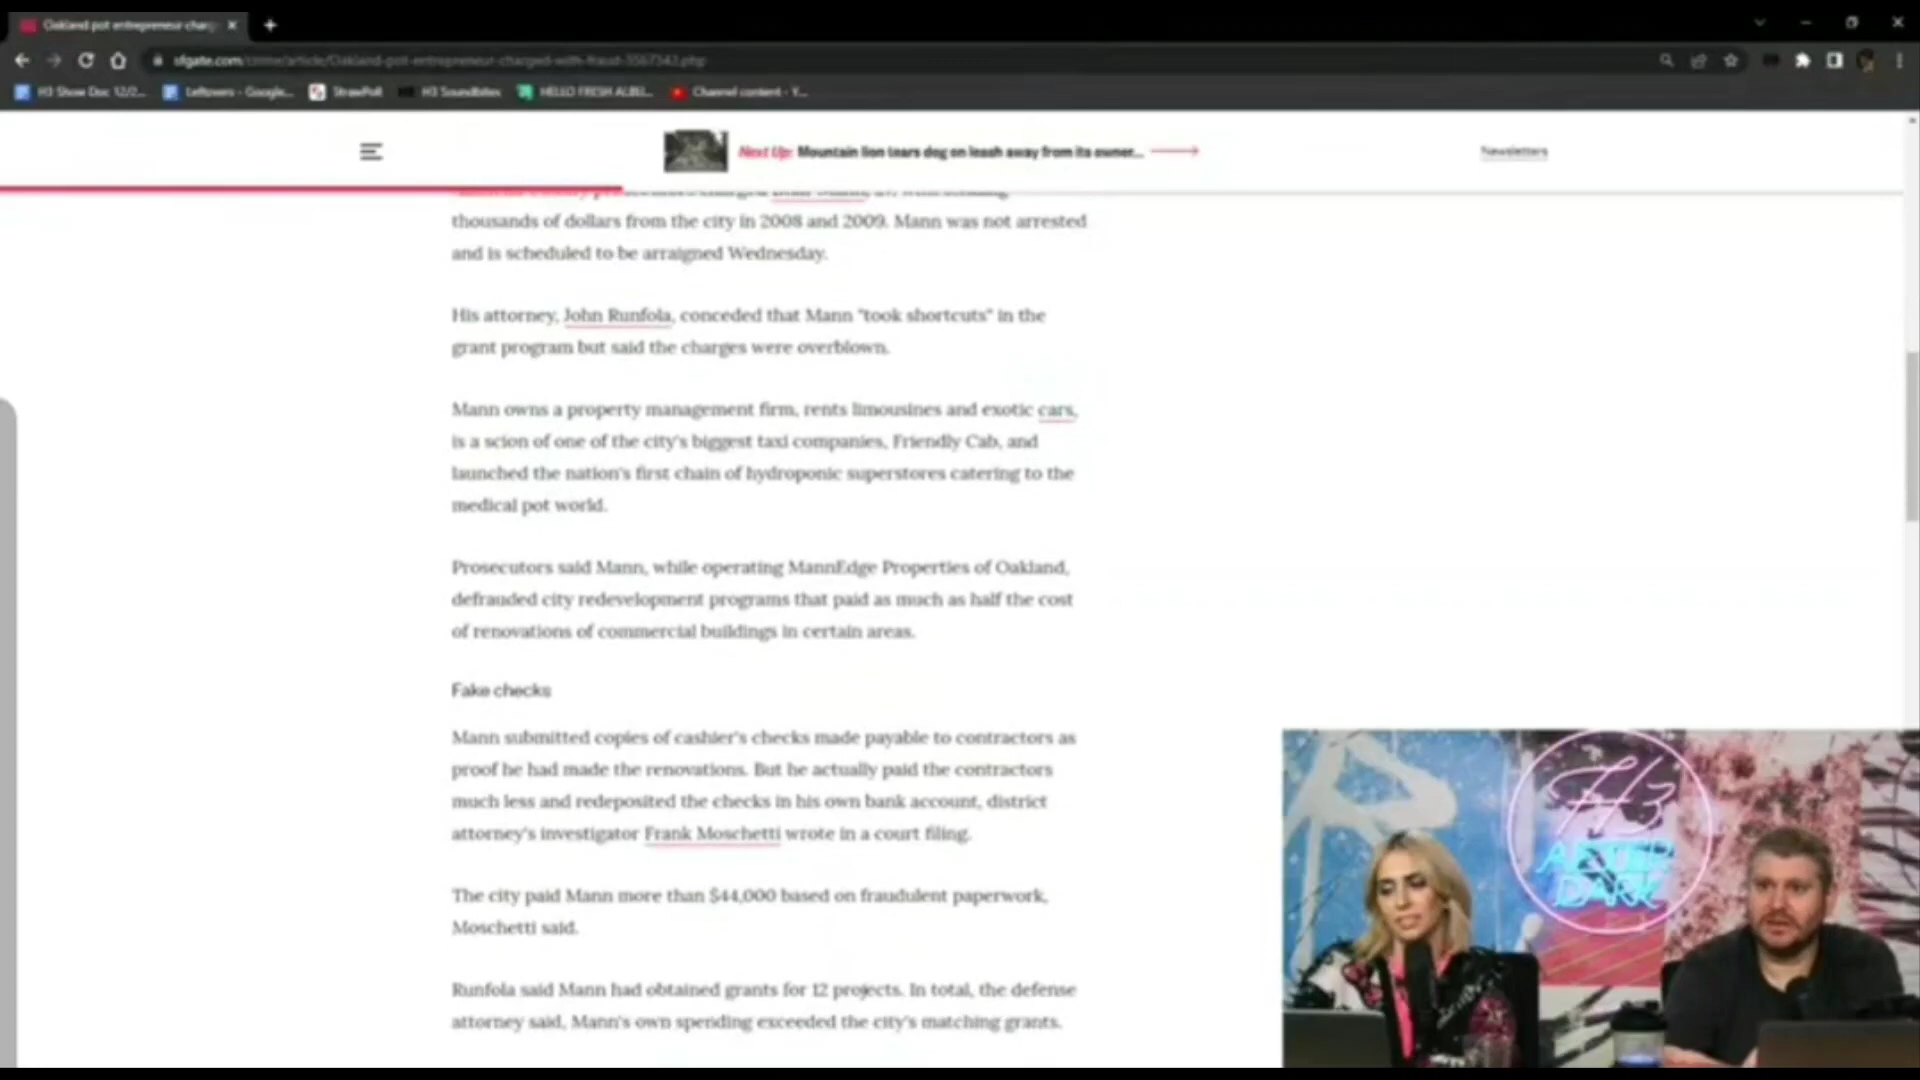 Oakland pot entrepreneur charg
sfgate.com/crime/article/Oakland-pot-entrepreneur-charged-with-fraud-3567343.php
H3 Show Doc 12/2... Leftovers - Google... StrawPoll H3 Soundbites HELLO FRESH ALBE... Channel content - Y...
Next Up: Mountain lion tears dog on leash away from its owner...
Newsletters
thousands of dollars from the city in 2008 and 2009. Mann was not arrested
and is scheduled to be arraigned Wednesday.
His attorney, John Runfola, conceded that Mann "took shortcuts" in the
grant program but said the charges were overblown.
Mann owns a property management firm, rents limousines and exotic cars,
is a scion of one of the city's biggest taxi companies, Friendly Cab, and
launched the nation's first chain of hydroponic superstores catering to the
medical pot world.
Prosecutors said Mann, while operating MannEdge Properties of Oakland,
defrauded city redevelopment programs that paid as much as half the cost
of renovations of commercial buildings in certain areas.
Fake checks
Mann submitted copies of cashier's checks made payable to contractors as
proof he had made the renovations. But he actually paid the contractors
much less and redeposited the checks in his own bank account, district
attorney's investigator Frank Moschetti wrote in a court filing.
The city paid Mann more than $44,000 based on fraudulent paperwork,
Moschetti said.
Runfola said Mann had obtained grants for 12 projects. In total, the defense
attorney said, Mann's own spending exceeded the city's matching grants.
H3
AFTER
DARK